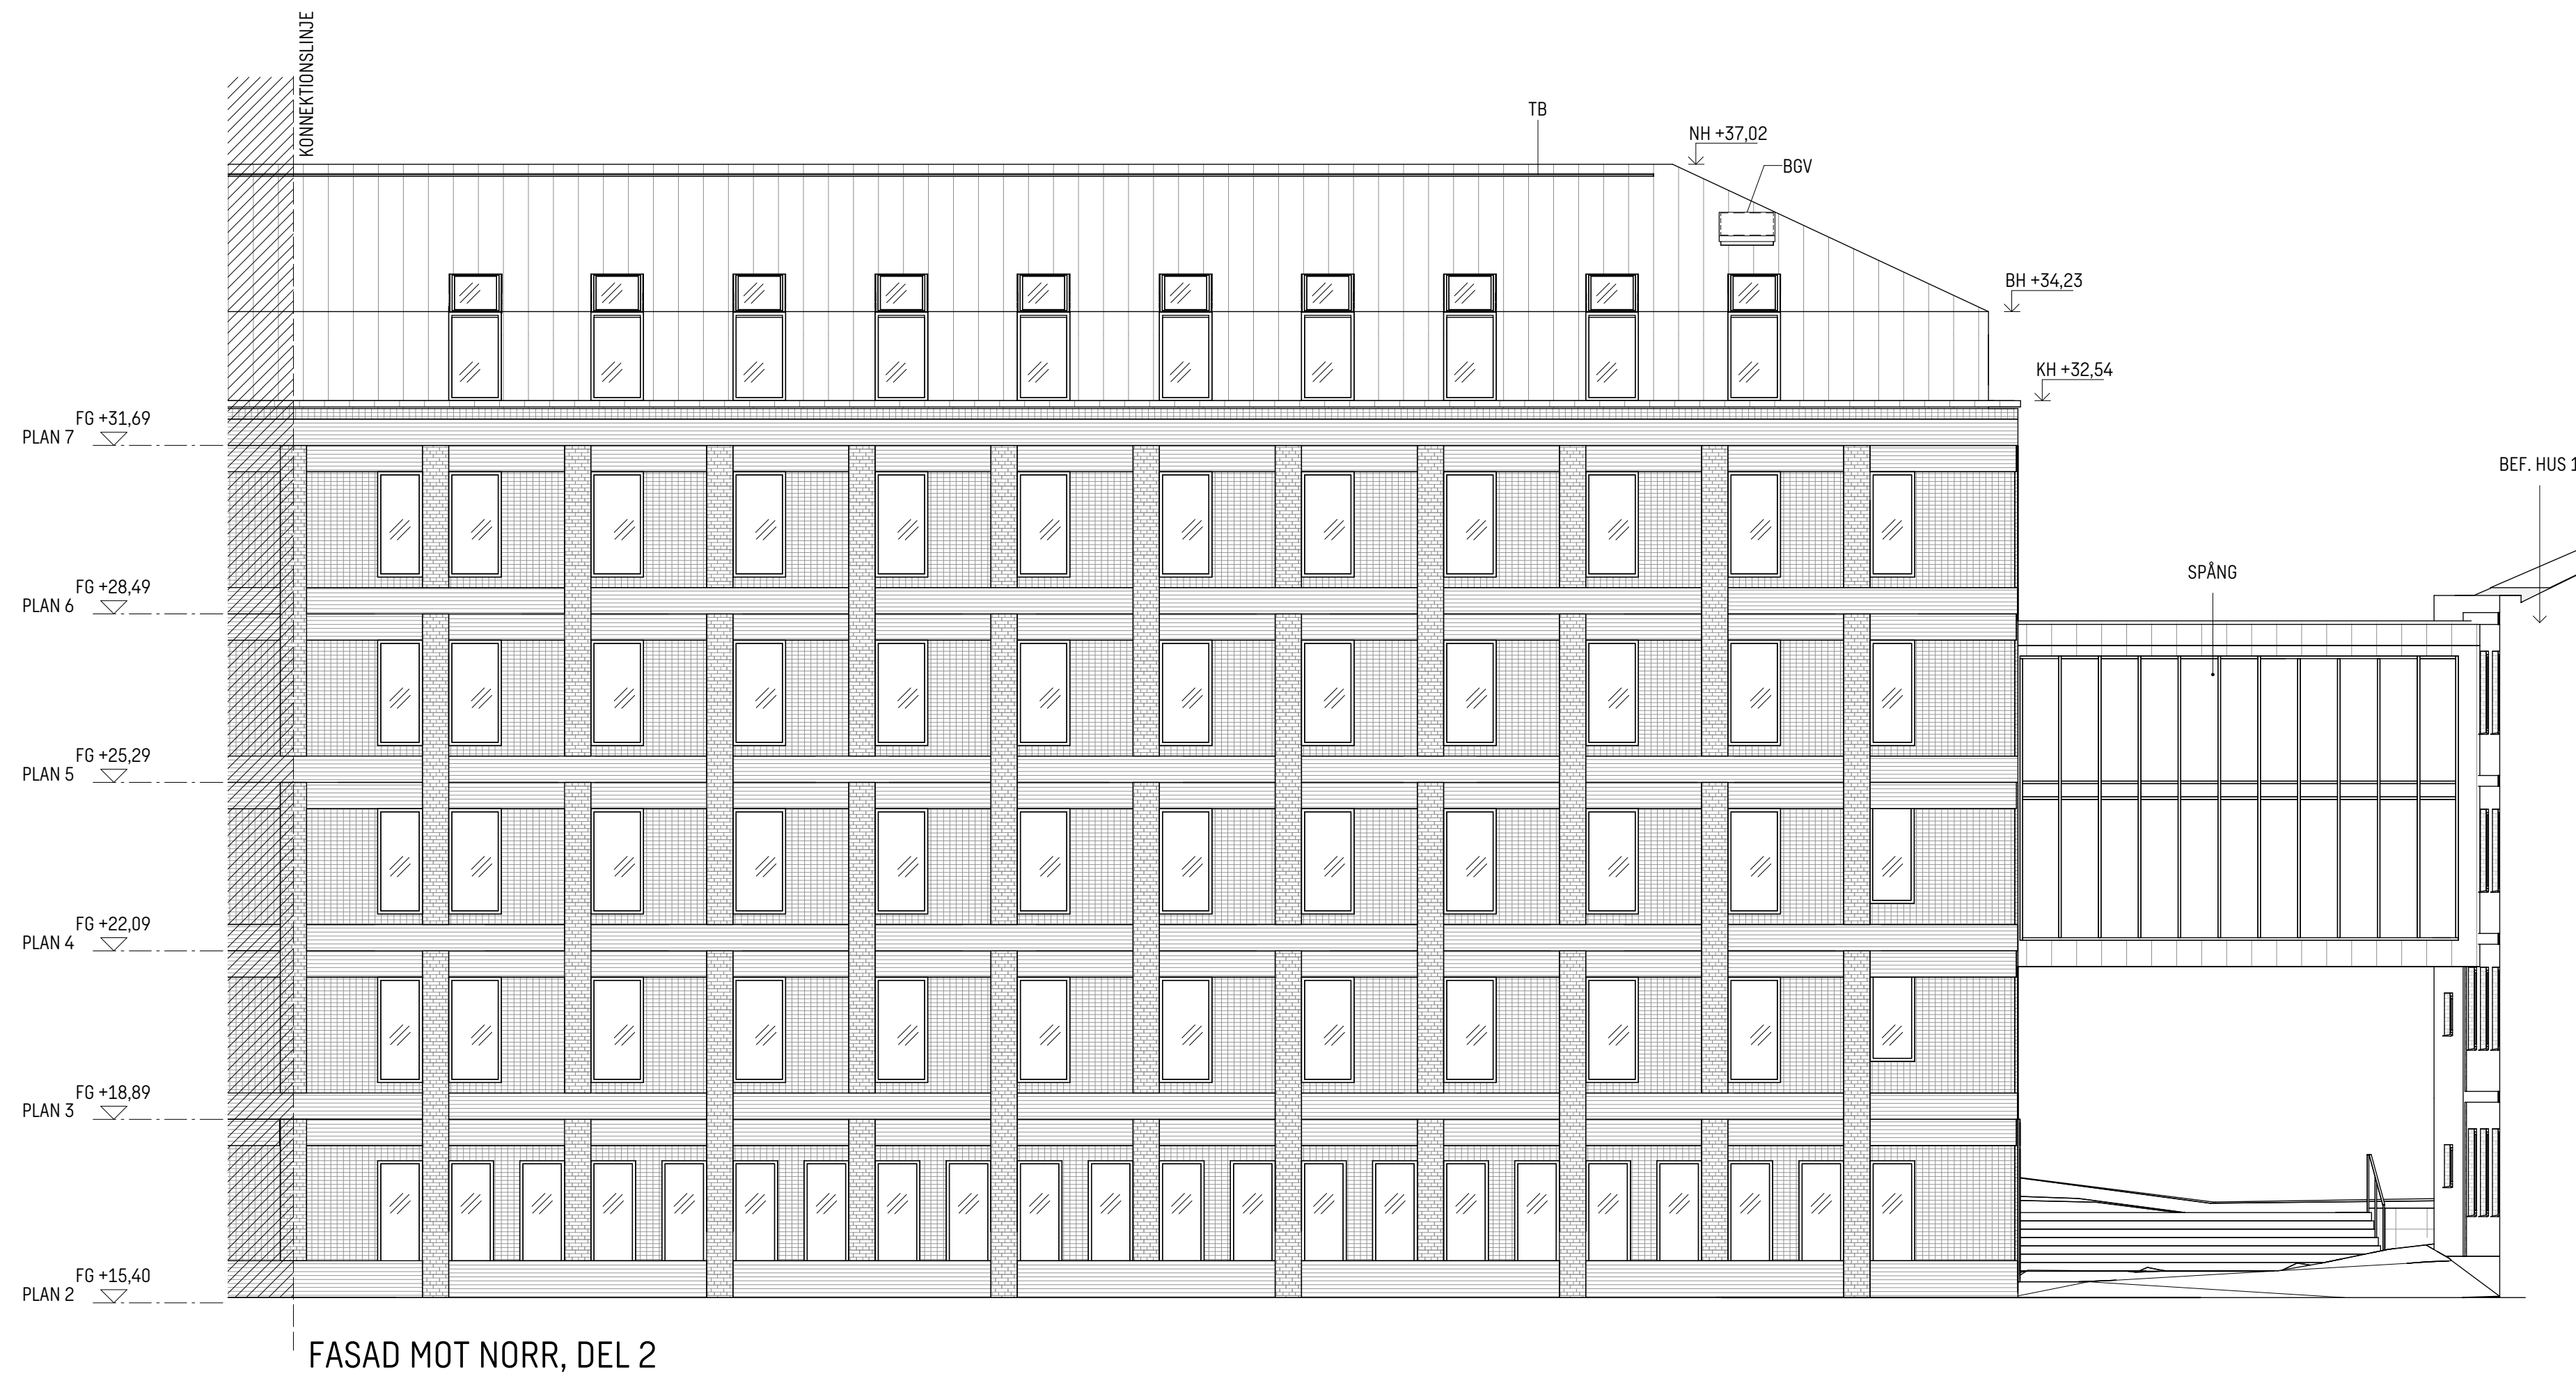 KONNEKTIONSLINJE
TB
NH +37,02
BGV
BH +34,23
KH +32,54
FG +31,69
PLAN 7
BEF. HUS 1
SPÅNG
FG +28,49
PLAN 6
FG +25,29
PLAN 5
FG +22,09
PLAN 4
FG +18,89
PLAN 3
FG +15,40
PLAN 2
FASAD MOT NORR, DEL 2